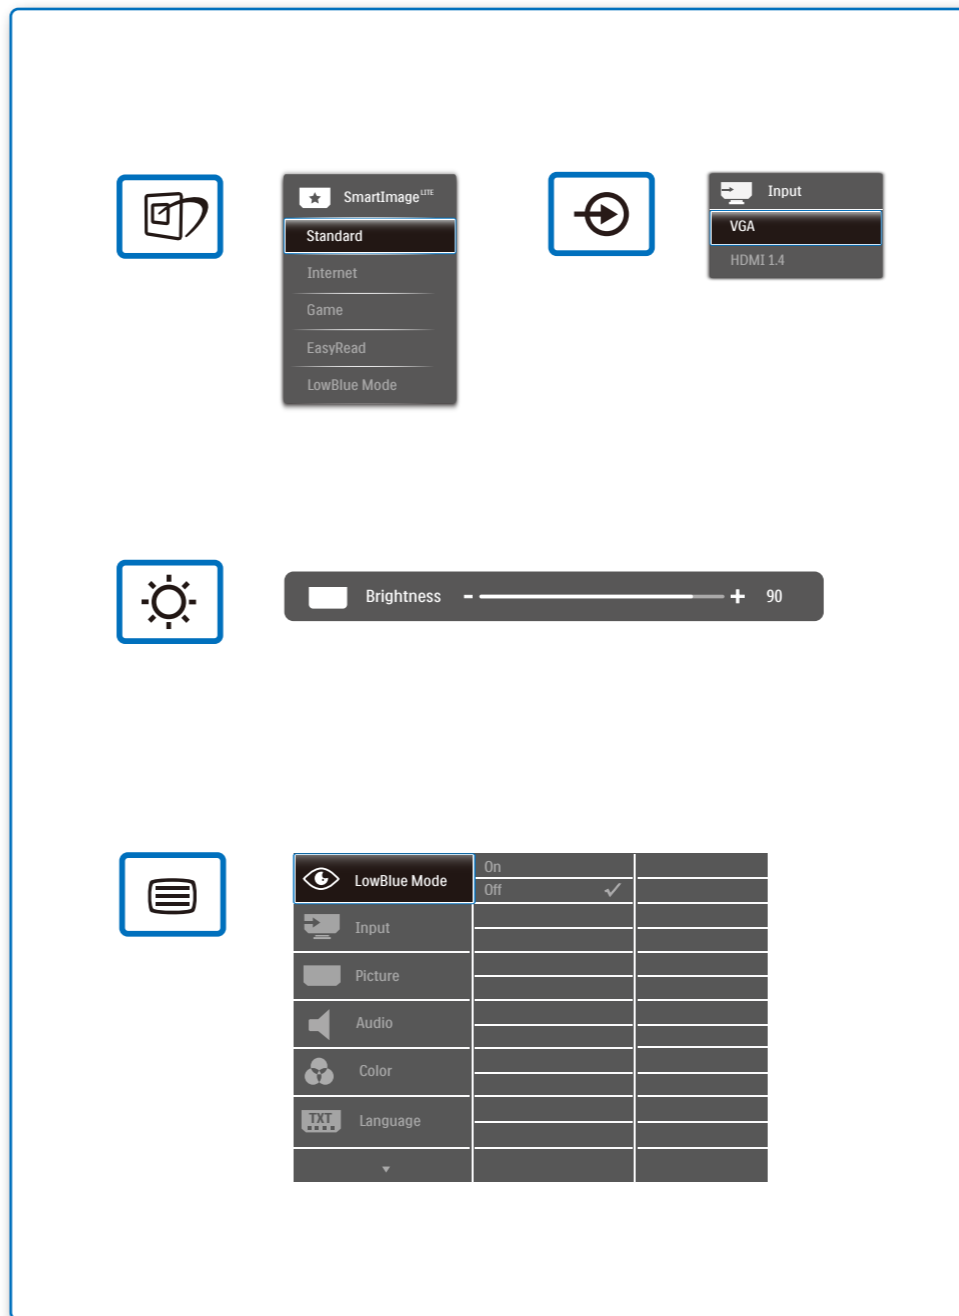 SmartImage LITE
Standard
Internet
Game
EasyRead
LowBlue Mode
Input
VGA
HDMI 1.4
Brightness - + 90
LowBlue Mode
On
Off
Input
Picture
Audio
Color
TXT Language